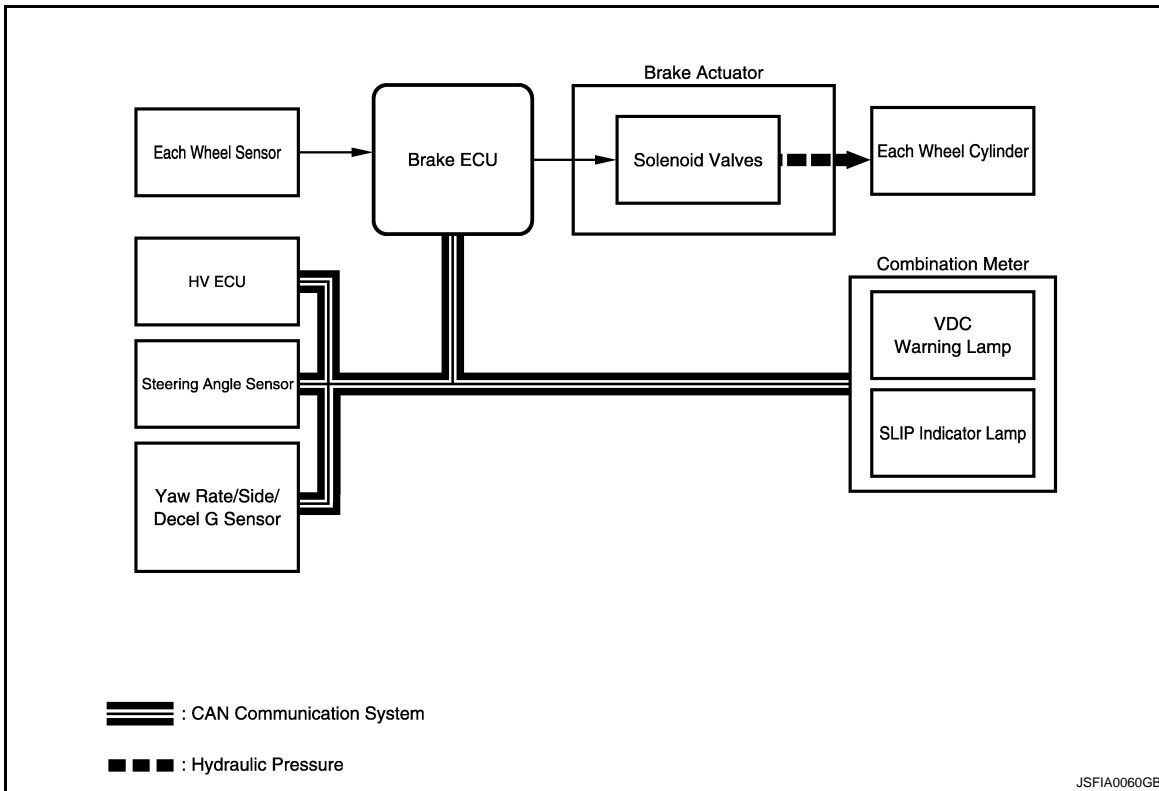 Brake Actuator
Each Wheel Sensor
Brake ECU
Solenoid Valves
Each Wheel Cylinder
HV ECU
Combination Meter
VDC
Warning Lamp
Steering Angle Sensor
SLIP Indicator Lamp
Yaw Rate/Side/
Decel G Sensor
: CAN Communication System
: Hydraulic Pressure
JSFIA0060GB